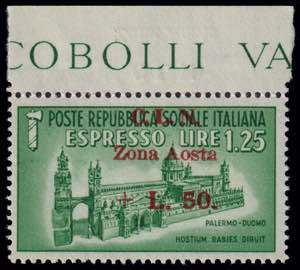 COBOLLI VA
POSTE REPUBBLICA SOCIALE ITALIANA
C.L.N.
ESPRESSO LIRE 1.25
Zona Aosta
+ L. 50.
PALERMO-DUOMO
HOSTIUM RABIES DIRUIT